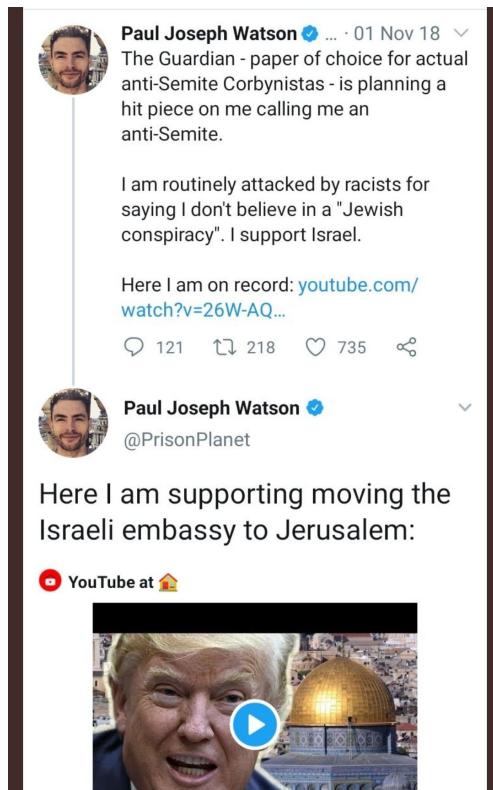 Paul Joseph Watson ... · 01 Nov 18
The Guardian - paper of choice for actual
anti-Semite Corbynistas - is planning a
hit piece on me calling me an
anti-Semite.
I am routinely attacked by racists for
saying I don't believe in a "Jewish
conspiracy". I support Israel.
Here I am on record: youtube.com/
watch?v=26W-AQ...
121 218 735
Paul Joseph Watson
@PrisonPlanet
Here I am supporting moving the
Israeli embassy to Jerusalem:
YouTube at